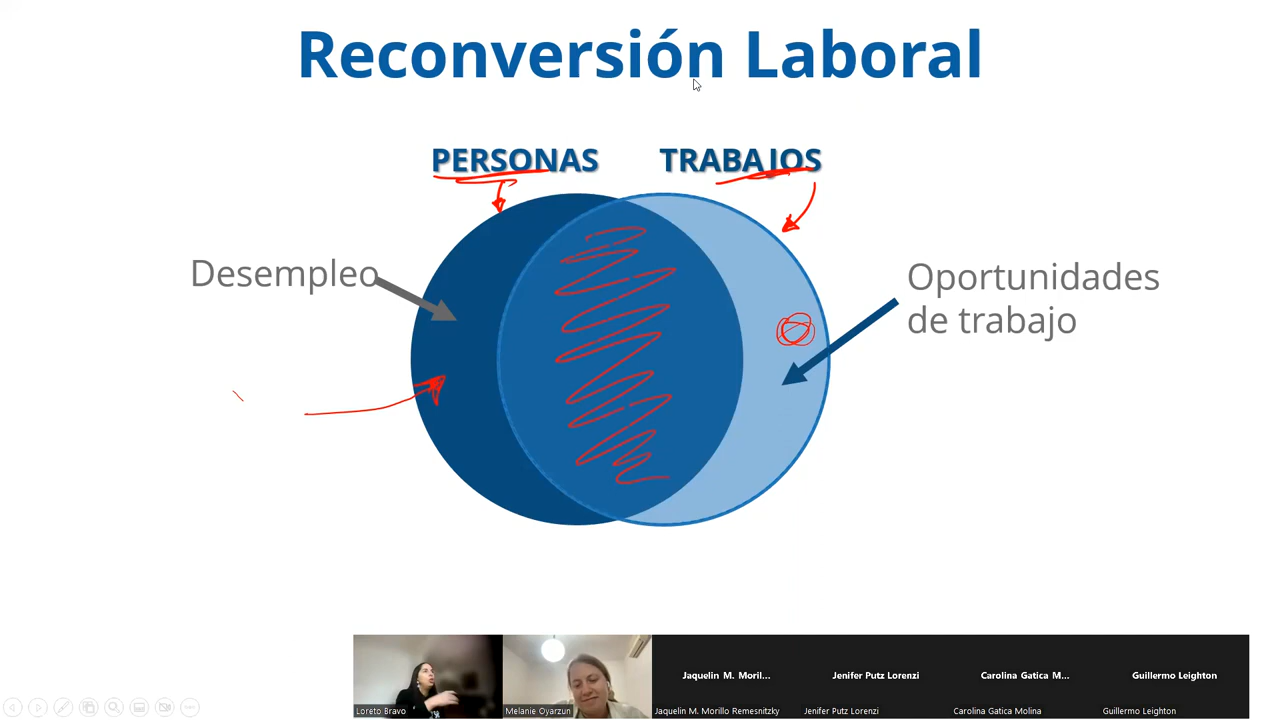 Reconversión Laboral
PERSONAS
TRABAJOS
Desempleo
Oportunidades
de trabajo
Jaquelin M. Moril...
Jenifer Putz Lorenzi
Carolina Gatica M...
Guillermo Leighton
Loreto Bravo
Melanie Oyarzun
Jaquelin M. Morillo Remesnitzky
Jenifer Putz Lorenzi
Carolina Gatica Molina
Guillermo Leighton